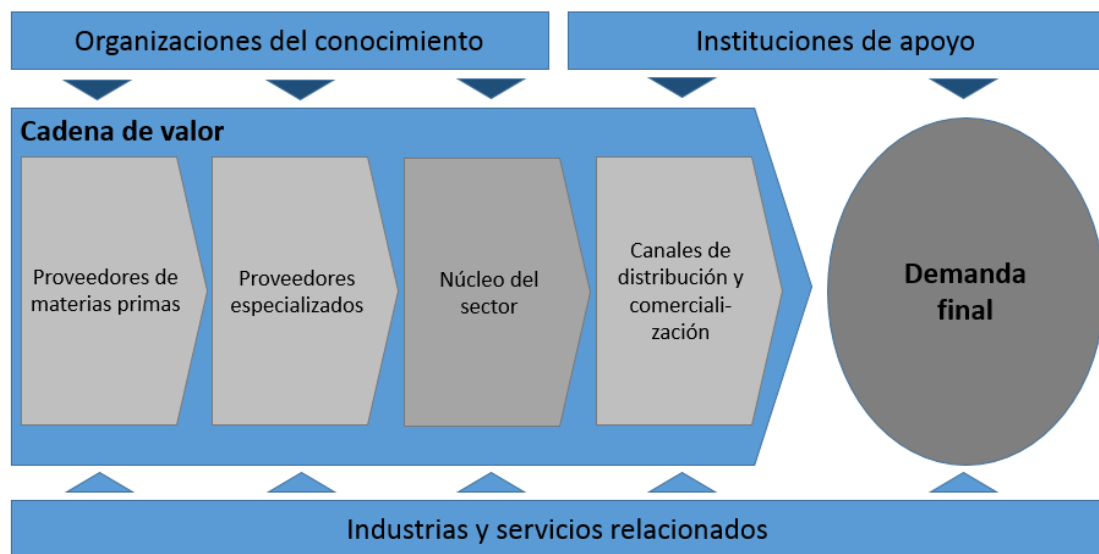 Organizaciones del conocimiento
Instituciones de apoyo
Cadena de valor
Proveedores de
materias primas
Proveedores
especializados
Núcleo del
sector
Canales de
distribución y
comerciali-
zación
Demanda
final
Industrias y servicios relacionados